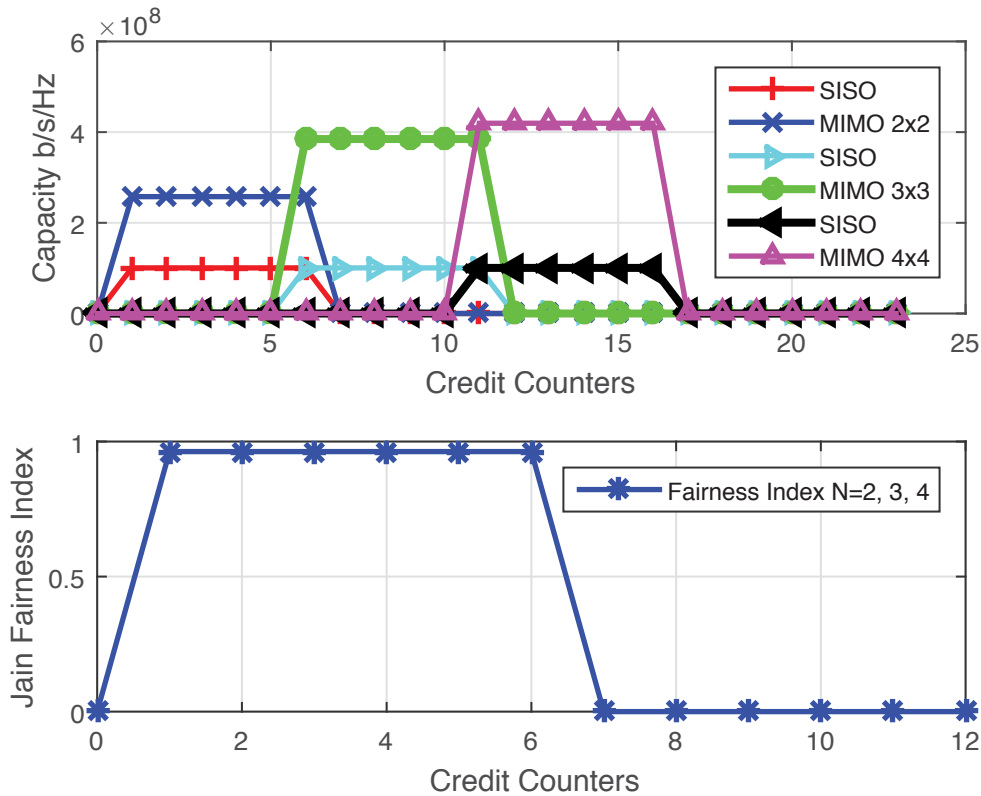 ×10⁸
6
4
2
0
Capacity b/s/Hz
SISO
MIMO 2x2
SISO
MIMO 3x3
SISO
MIMO 4x4
0 5 10 15 20 25
Credit Counters
1
0.5
0
Jain Fairness Index
Fairness Index N=2, 3, 4
0 2 4 6 8 10 12
Credit Counters